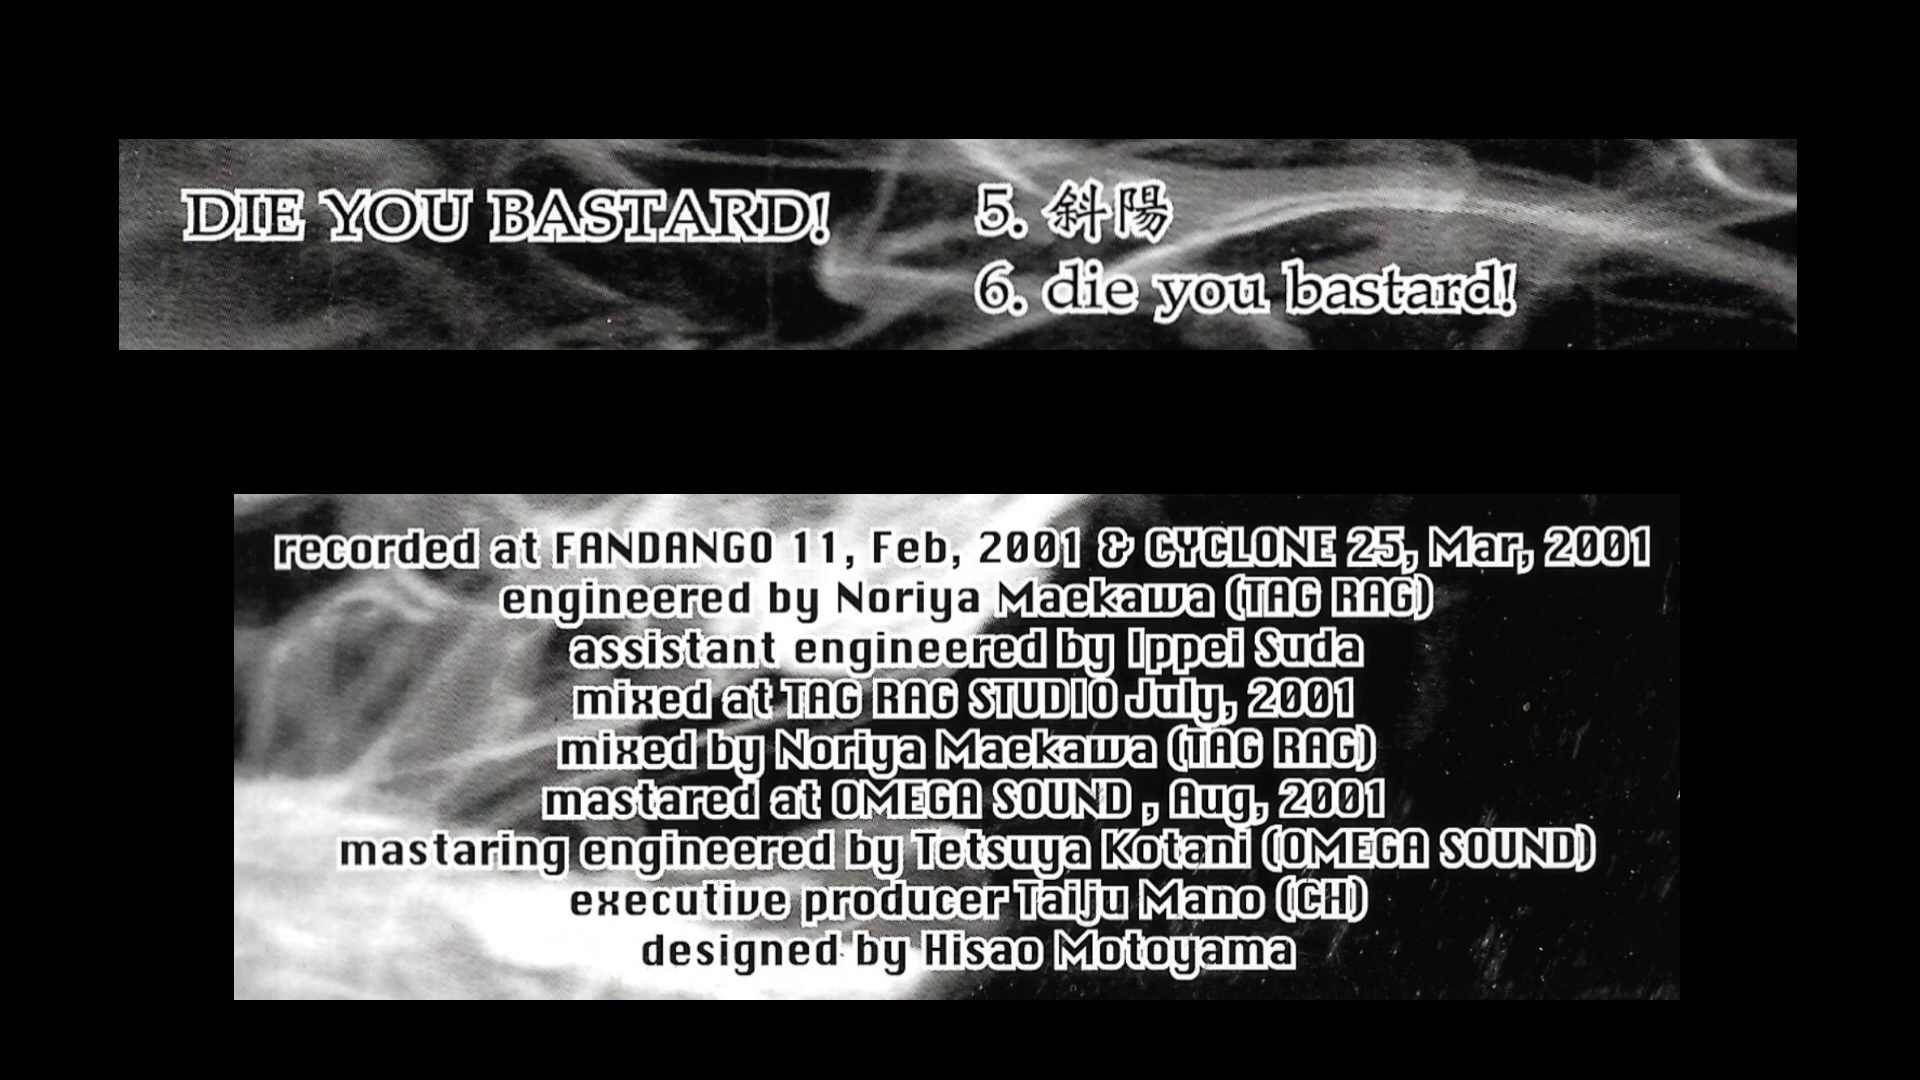 DIE YOU BASTARD!
5. 斜陽
6. die you bastard!
recorded at FANDANGO 11, Feb, 2001 & CYCLONE 25, Mar, 2001
engineered by Noriya Maekawa (TAG RAG)
assistant engineered by Ippei Suda
mixed at TAG RAG STUDIO July, 2001
mixed by Noriya Maekawa (TAG RAG)
mastared at OMEGA SOUND , Aug, 2001
mastaring engineered by Tetsuya Kotani (OMEGA SOUND)
executive producer Taiju Mano (CH)
designed by Hisao Motoyama